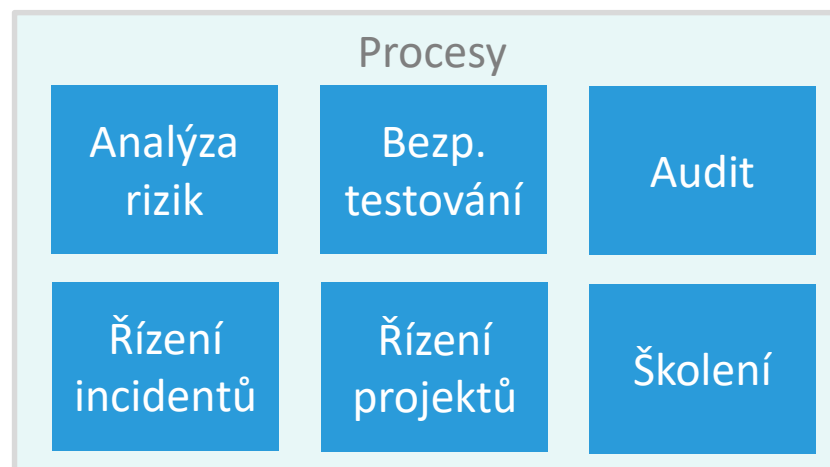 Procesy
Analýza
rizik
Bezp.
testování
Audit
Řízení
incidentů
Řízení
projektů
Školení